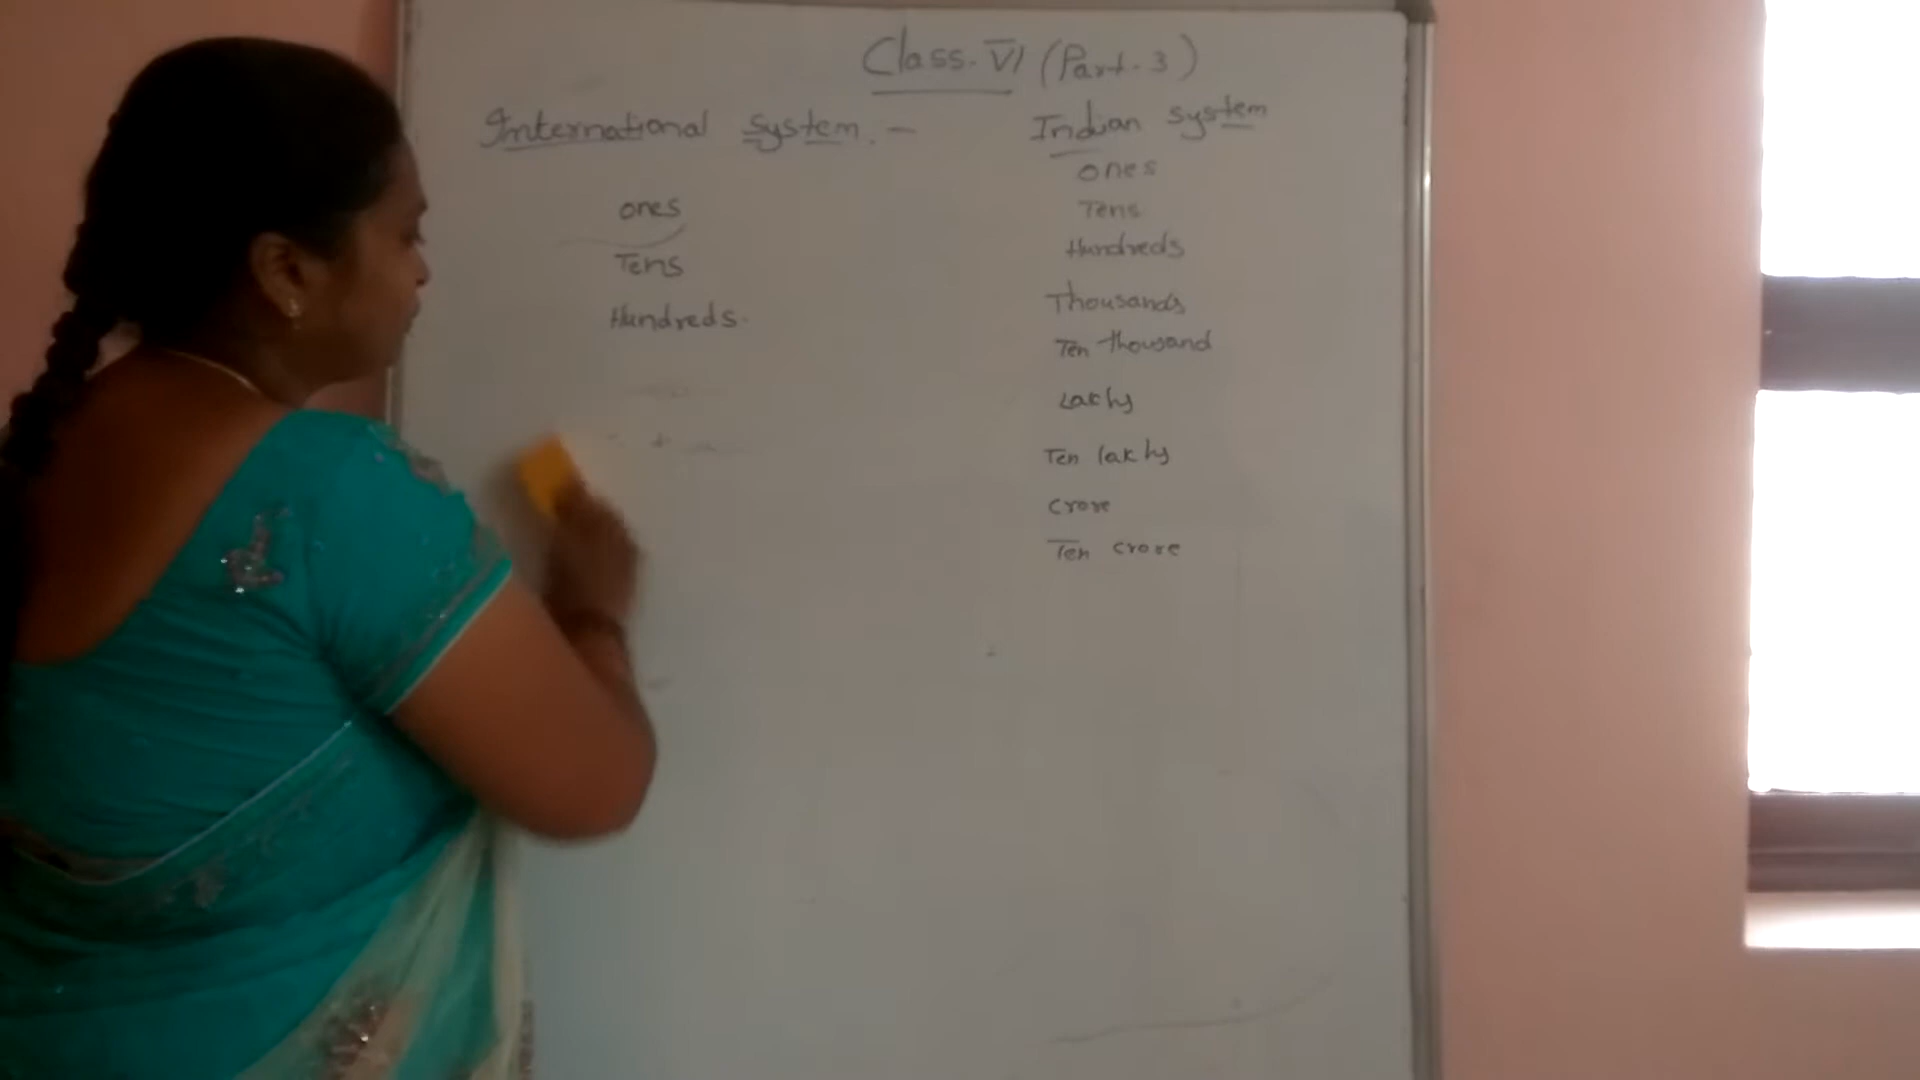 Class. VI (Part. 3)
International system. -
ones
Tens
Hundreds.
Indian system
ones
Tens
Hundreds
Thousands
Ten thousand
Lakhs
Ten lakhs
crore
Ten crore